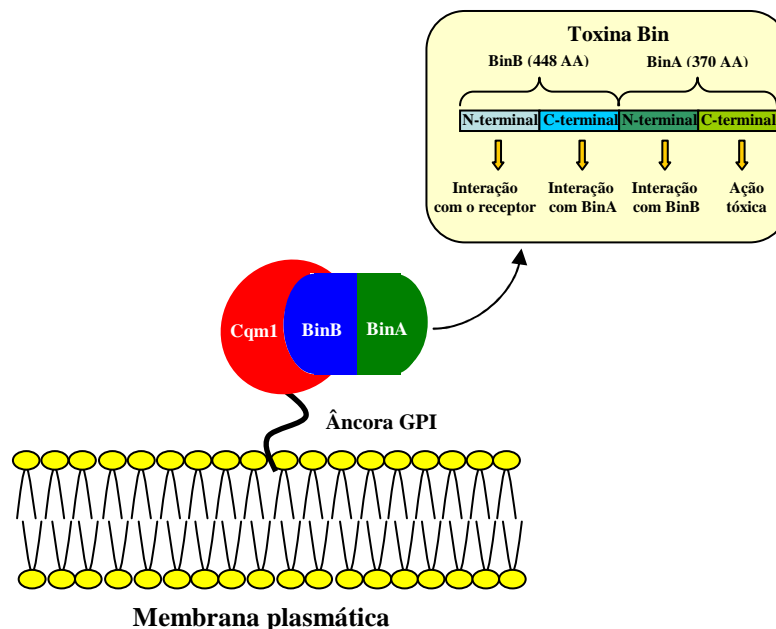 Toxina Bin
BinB (448 AA) BinA (370 AA)
N-terminal C-terminal N-terminal C-terminal
Interação Interação Interação Ação
com o receptor com BinA com BinB tóxica
Cqm1 BinB BinA
Âncora GPI
Membrana plasmática